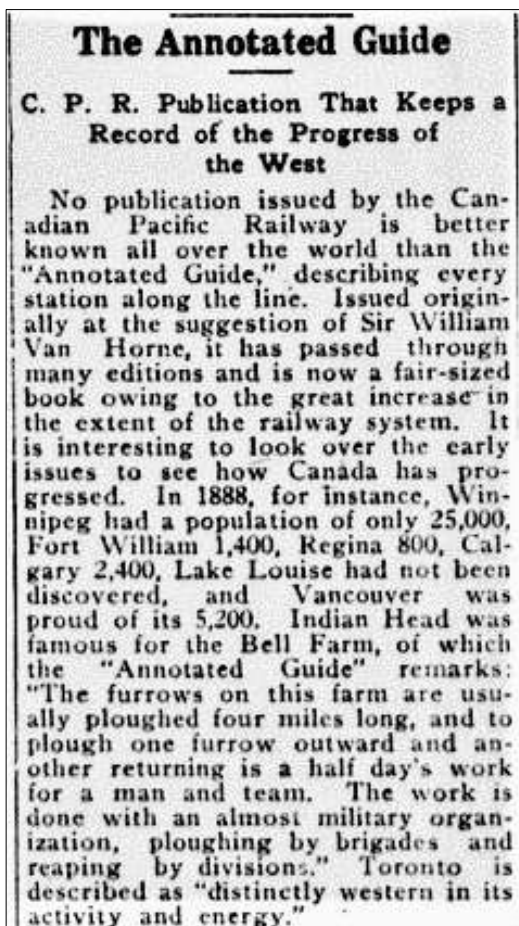 The Annotated Guide
C. P. R. Publication That Keeps a
Record of the Progress of
the West
No publication issued by the Can-
adian Pacific Railway is better
known all over the world than the
"Annotated Guide," describing every
station along the line. Issued origin-
ally at the suggestion of Sir William
Van Horne, it has passed through
many editions and is now a fair-sized
book owing to the great increase in
the extent of the railway system. It
is interesting to look over the early
issues to see how Canada has pro-
gressed. In 1888, for instance, Win-
nipeg had a population of only 25,000,
Fort William 1,400, Regina 800, Cal-
gary 2,400, Lake Louise had not been
discovered, and Vancouver was
proud of its 5,200. Indian Head was
famous for the Bell Farm, of which
the "Annotated Guide" remarks:
"The furrows on this farm are usu-
ally ploughed four miles long, and to
plough one furrow outward and an-
other returning is a half day's work
for a man and team. The work is
done with an almost military organ-
ization, ploughing by brigades and
reaping by divisions." Toronto is
described as "distinctly western in its
activity and energy."